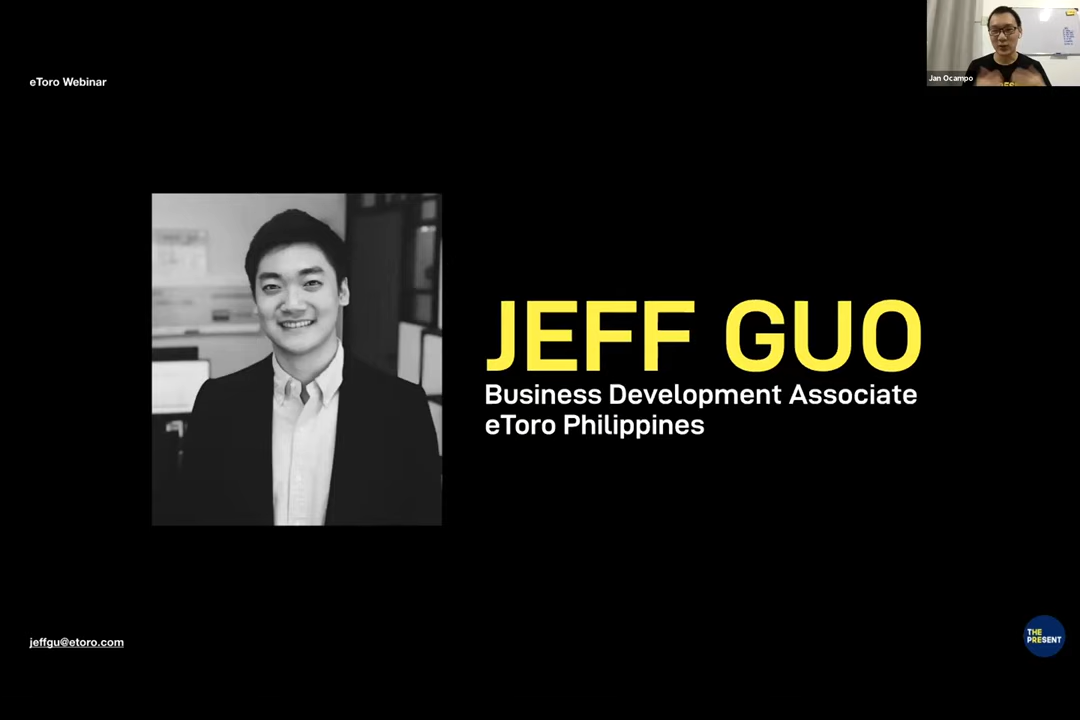 eToro Webinar
Jan Ocampo
JEFF GUO
Business Development Associate
eToro Philippines
jeffgu@etoro.com
THE
PRESENT